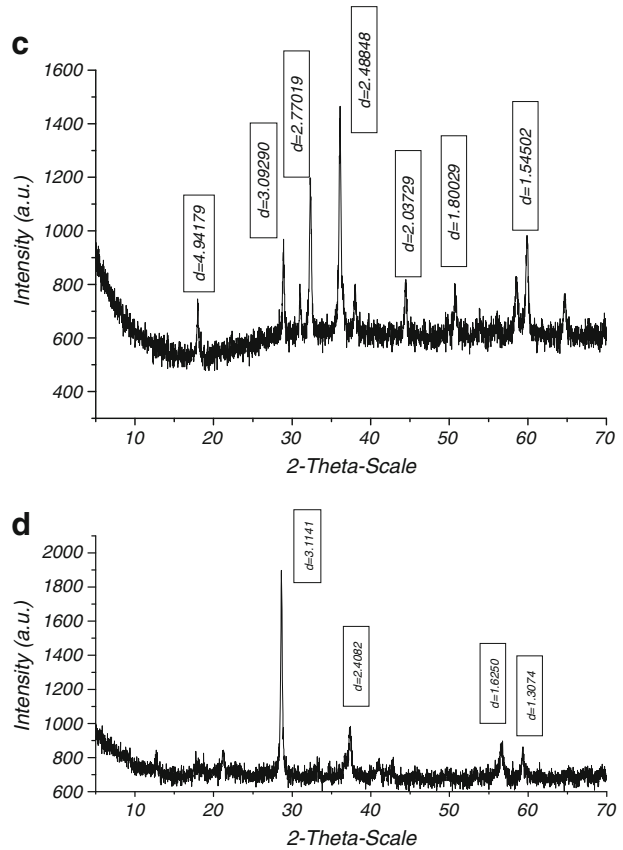 c
d=4.94179
d=3.09290
d=2.77019
d=2.48848
d=2.03729
d=1.80029
d=1.54502
Intensity (a.u.)
1600
1400
1200
1000
800
600
400
10 20 30 40 50 60 70
2-Theta-Scale
d
d=3.1141
d=2.4082
d=1.6250
d=1.3074
Intensity (a.u.)
2000
1800
1600
1400
1200
1000
800
600
10 20 30 40 50 60 70
2-Theta-Scale